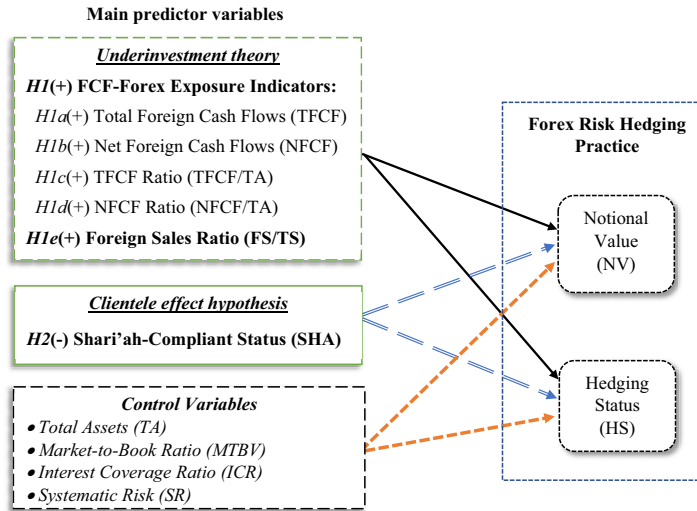 Main predictor variables
Underinvestment theory
H1(+) FCF-Forex Exposure Indicators:
H1a(+) Total Foreign Cash Flows (TFCF)
H1b(+) Net Foreign Cash Flows (NFCF)
H1c(+) TFCF Ratio (TFCF/TA)
H1d(+) NFCF Ratio (NFCF/TA)
H1e(+) Foreign Sales Ratio (FS/TS)
Clientele effect hypothesis
H2(-) Shari’ah-Compliant Status (SHA)
Control Variables
● Total Assets (TA)
● Market-to-Book Ratio (MTBV)
● Interest Coverage Ratio (ICR)
● Systematic Risk (SR)
Forex Risk Hedging
Practice
Notional
Value
(NV)
Hedging
Status
(HS)